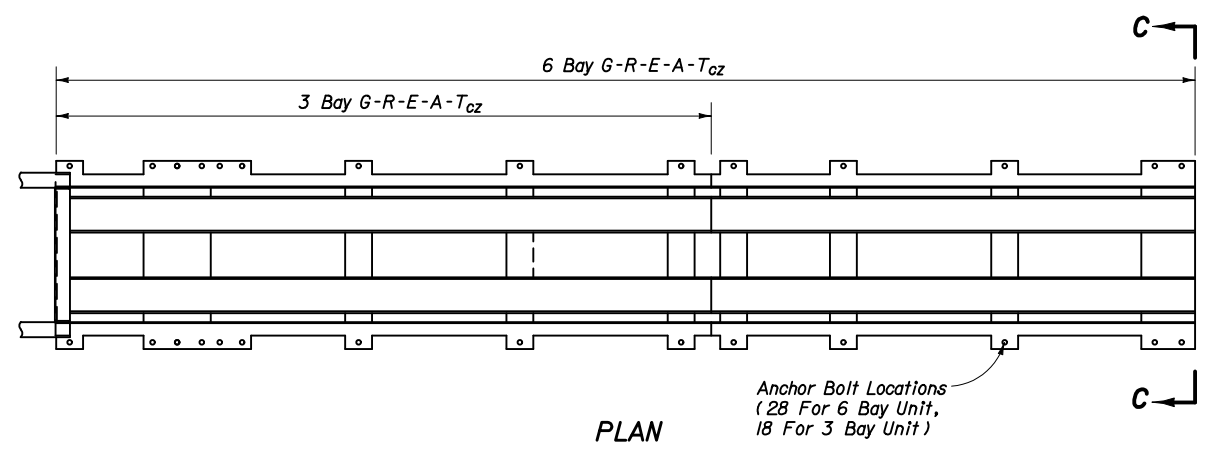 C
6 Bay G-R-E-A-Tcz
3 Bay G-R-E-A-Tcz
Anchor Bolt Locations
(28 For 6 Bay Unit,
18 For 3 Bay Unit)
C
PLAN